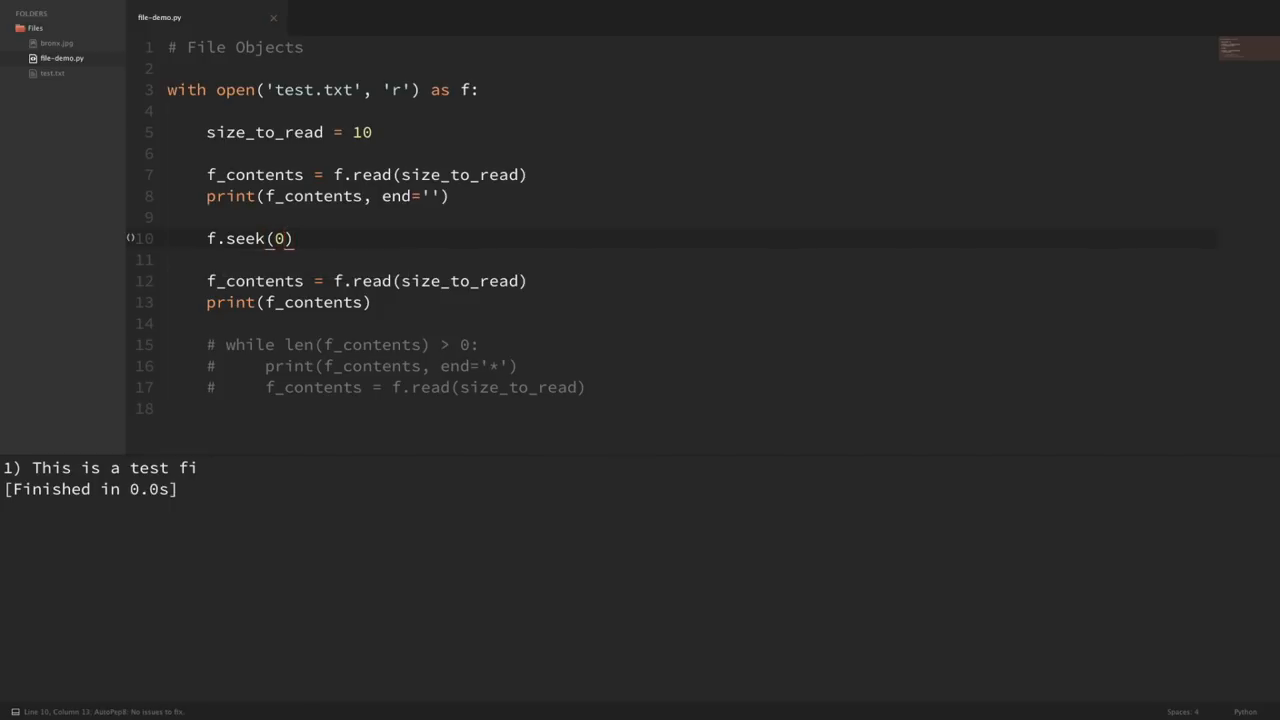 FOLDERS
Files
bronx.jpg
file-demo.py
test.txt
file-demo.py
1 # File Objects
2
3 with open('test.txt', 'r') as f:
4
5     size_to_read = 10
6
7     f_contents = f.read(size_to_read)
8     print(f_contents, end='')
9
10     f.seek(0)
11
12     f_contents = f.read(size_to_read)
13     print(f_contents)
14
15     # while len(f_contents) > 0:
16     #     print(f_contents, end='*')
17     #     f_contents = f.read(size_to_read)
18
1) This is a test fi
[Finished in 0.0s]
Line 10, Column 13; AutoPep8: No issues to fix.
Spaces: 4
Python